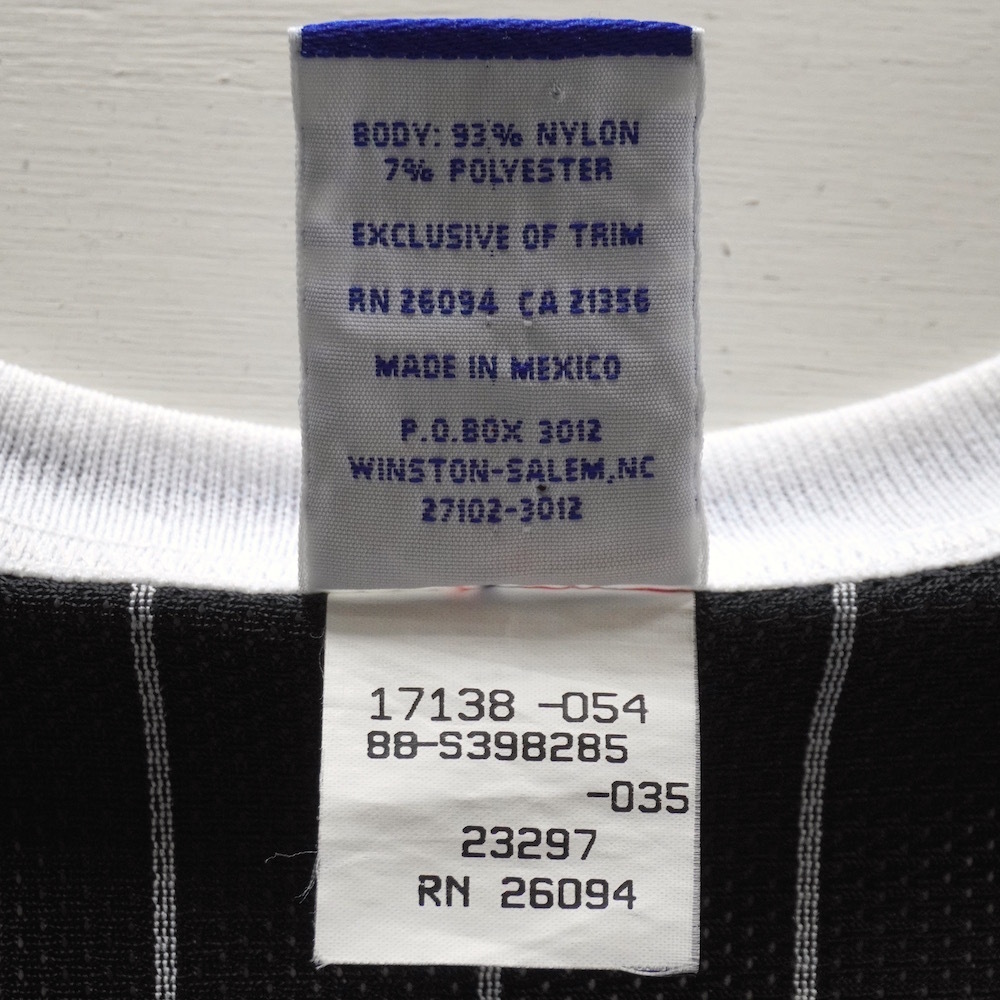 BODY: 93% NYLON
7% POLYESTER
EXCLUSIVE OF TRIM
RN 26094 CA 21356
MADE IN MEXICO
P.O.BOX 3012
WINSTON-SALEM,NC
27102-3012
17138 -054
88-S398285
-035
23297
RN 26094